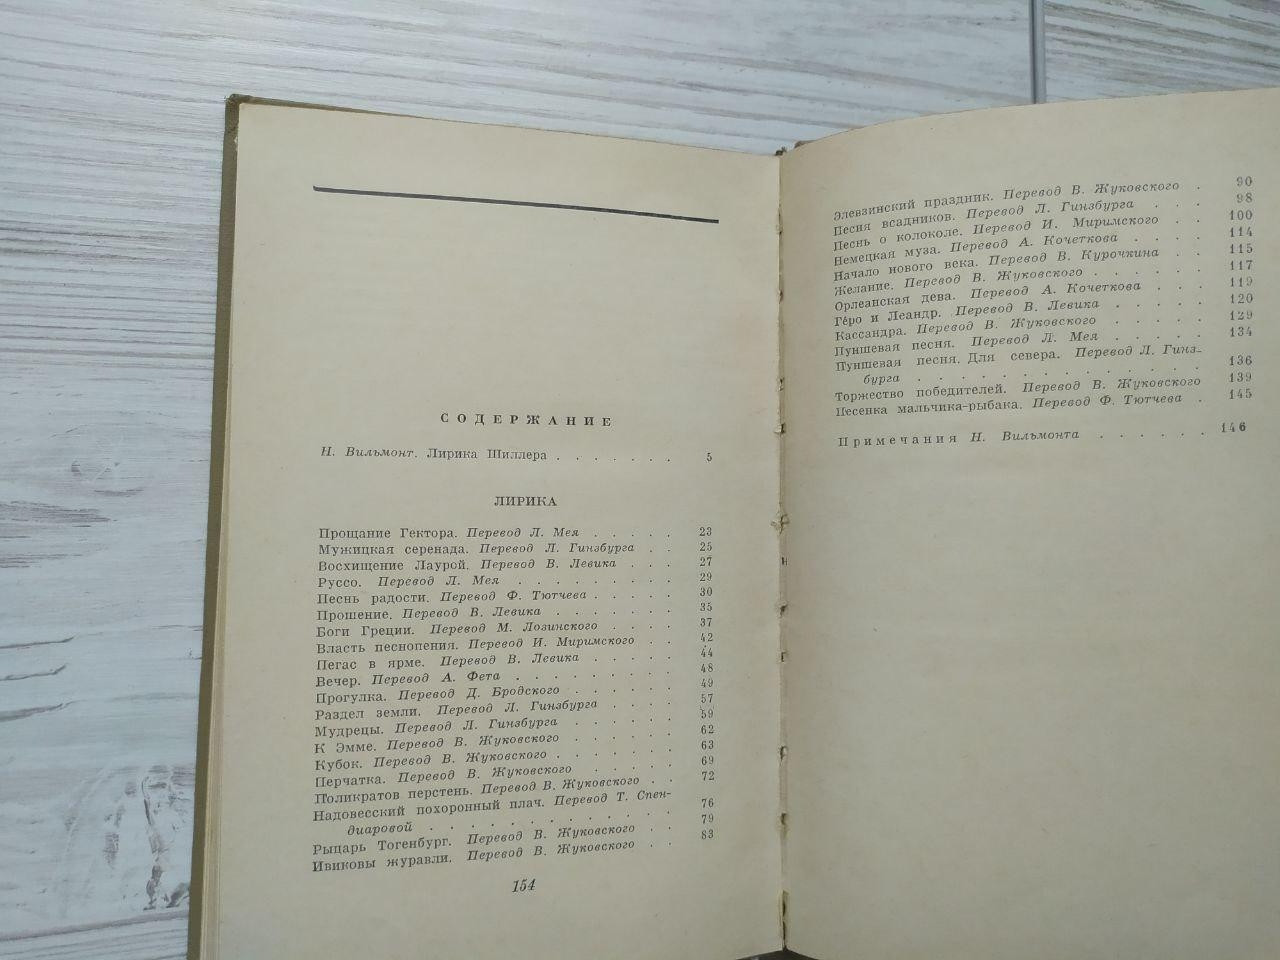 СОДЕРЖАНИЕ
Н. Вильмонт. Лирика Шиллера . . . . . . . 5
ЛИРИКА
Прощание Гектора. Перевод Л. Мея . . . . . 23
Мужицкая серенада. Перевод Л. Гинзбурга . . 25
Восхищение Лаурой. Перевод В. Левика . . . 27
Руссо. Перевод Л. Мея . . . . . . . . . 29
Песнь радости. Перевод Ф. Тютчева . . . . . 30
Прошение. Перевод В. Левика . . . . . . . 35
Боги Греции. Перевод М. Лозинского . . . . 37
Власть песнопения. Перевод И. Миримского . . 42
Пегас в ярме. Перевод В. Левика . . . . . 44
Вечер. Перевод А. Фета . . . . . . . . . 48
Прогулка. Перевод Д. Бродского . . . . . . 49
Раздел земли. Перевод Л. Гинзбурга . . . . 57
Мудрецы. Перевод Л. Гинзбурга . . . . . . 59
К Эмме. Перевод В. Жуковского . . . . . . 62
Кубок. Перевод В. Жуковского . . . . . . . 63
Перчатка. Перевод В. Жуковского . . . . . 69
Поликратов перстень. Перевод В. Жуковского . . 72
Надовесский похоронный плач. Перевод Т. Спен-
диаровой . . . . . . . . . . . . . 76
Рыцарь Тогенбург. Перевод В. Жуковского . . 79
Ивиковы журавли. Перевод В. Жуковского . . 83
154
Элевзинский праздник. Перевод В. Жуковского . 90
Песня всадников. Перевод Л. Гинзбурга . . . 98
Песнь о колоколе. Перевод И. Миримского . . 100
Немецкая муза. Перевод А. Кочеткова . . . . 114
Начало нового века. Перевод В. Курочкина . . 115
Желание. Перевод В. Жуковского . . . . . . 117
Орлеанская дева. Перевод А. Кочеткова . . . 119
Геро и Леандр. Перевод В. Левика . . . . . 120
Кассандра. Перевод В. Жуковского . . . . . 129
Пуншевая песня. Перевод Л. Мея . . . . . 134
Пуншевая песня. Для севера. Перевод Л. Гинз-
бурга . . . . . . . . . . . . . . 136
Торжество победителей. Перевод В. Жуковского 139
Песенка мальчика-рыбака. Перевод Ф. Тютчева . 145
Примечания Н. Вильмонта . . . . . . 146